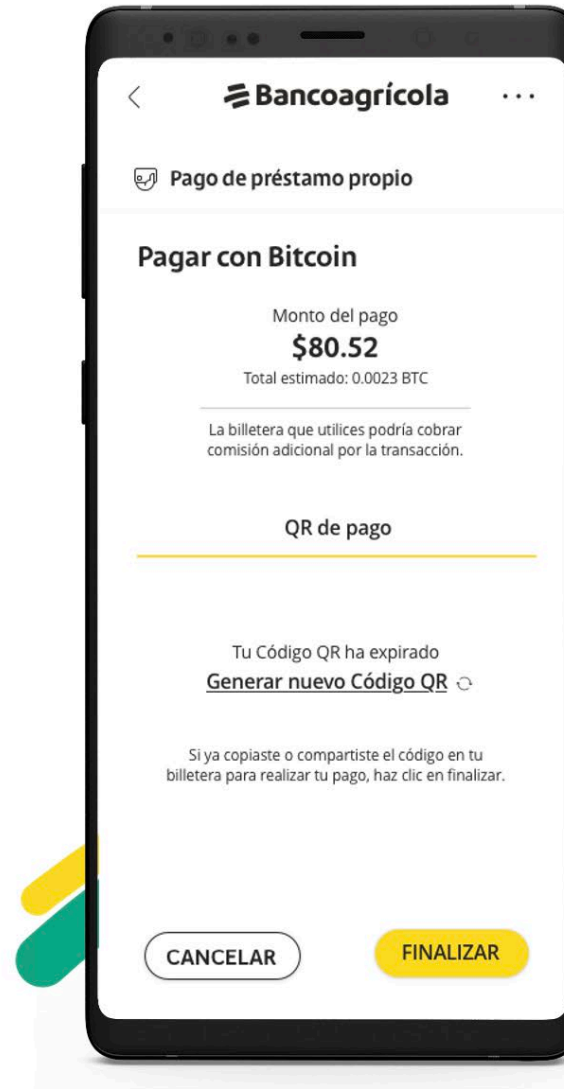 Bancoagrícola
Pago de préstamo propio
Pagar con Bitcoin
Monto del pago
$80.52
Total estimado: 0.0023 BTC
La billetera que utilices podría cobrar
comisión adicional por la transacción.
QR de pago
Tu Código QR ha expirado
Generar nuevo Código QR
Si ya copiaste o compartiste el código en tu
billetera para realizar tu pago, haz clic en finalizar.
CANCELAR
FINALIZAR